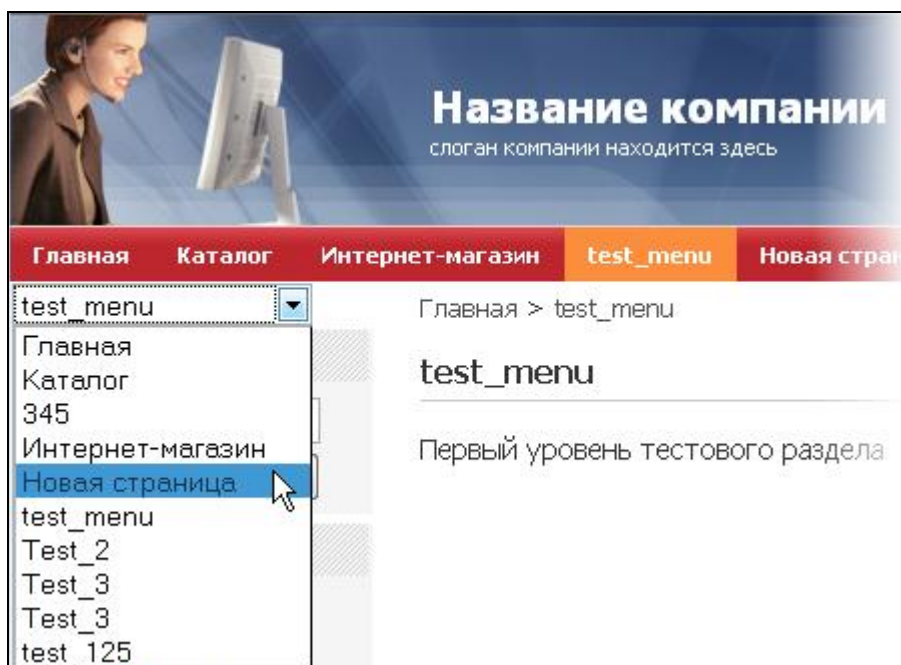 Название компании
слоган компании находится здесь
Главная Каталог Интернет-магазин test_menu Новая стран
test_menu
Главная > test_menu
test_menu
Первый уровень тестового раздела
Главная
Каталог
345
Интернет-магазин
Новая страница
test_menu
Test_2
Test_3
Test_3
test_125